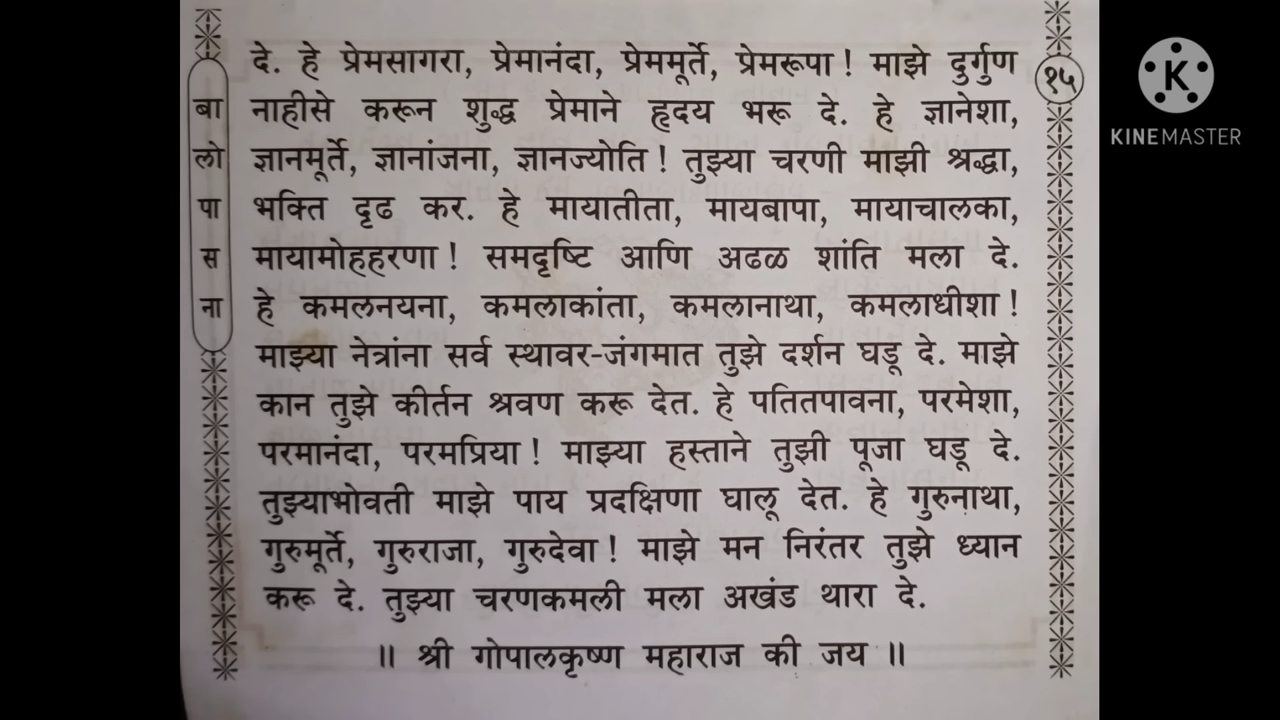 दे. हे प्रेमसागरा, प्रेमानंदा, प्रेममूर्ते, प्रेमरूपा! माझे दुर्गुण
नाहीसे करून शुद्ध प्रेमाने हृदय भरू दे. हे ज्ञानेशा,
ज्ञानमूर्ते, ज्ञानांजना, ज्ञानज्योति! तुझ्या चरणी माझी श्रद्धा,
भक्ति दृढ कर. हे मायातीता, मायबापा, मायाचालका,
मायामोहहरणा! समदृष्टि आणि अढळ शांति मला दे.
हे कमलनयना, कमलाकांता, कमलानाथा, कमलाधीशा!
माझ्या नेत्रांना सर्व स्थावर-जंगमात तुझे दर्शन घडू दे. माझे
कान तुझे कीर्तन श्रवण करू देत. हे पतितपावना, परमेशा,
परमानंदा, परमप्रिया! माझ्या हस्ताने तुझी पूजा घडू दे.
तुझ्याभोवती माझे पाय प्रदक्षिणा घालू देत. हे गुरुनाथा,
गुरुमूर्ते, गुरुराजा, गुरुदेवा! माझे मन निरंतर तुझे ध्यान
करू दे. तुझ्या चरणकमली मला अखंड थारा दे.
॥ श्री गोपालकृष्ण महाराज की जय ॥
बा
लो
पा
स
ना
१५
K
KINEMASTER